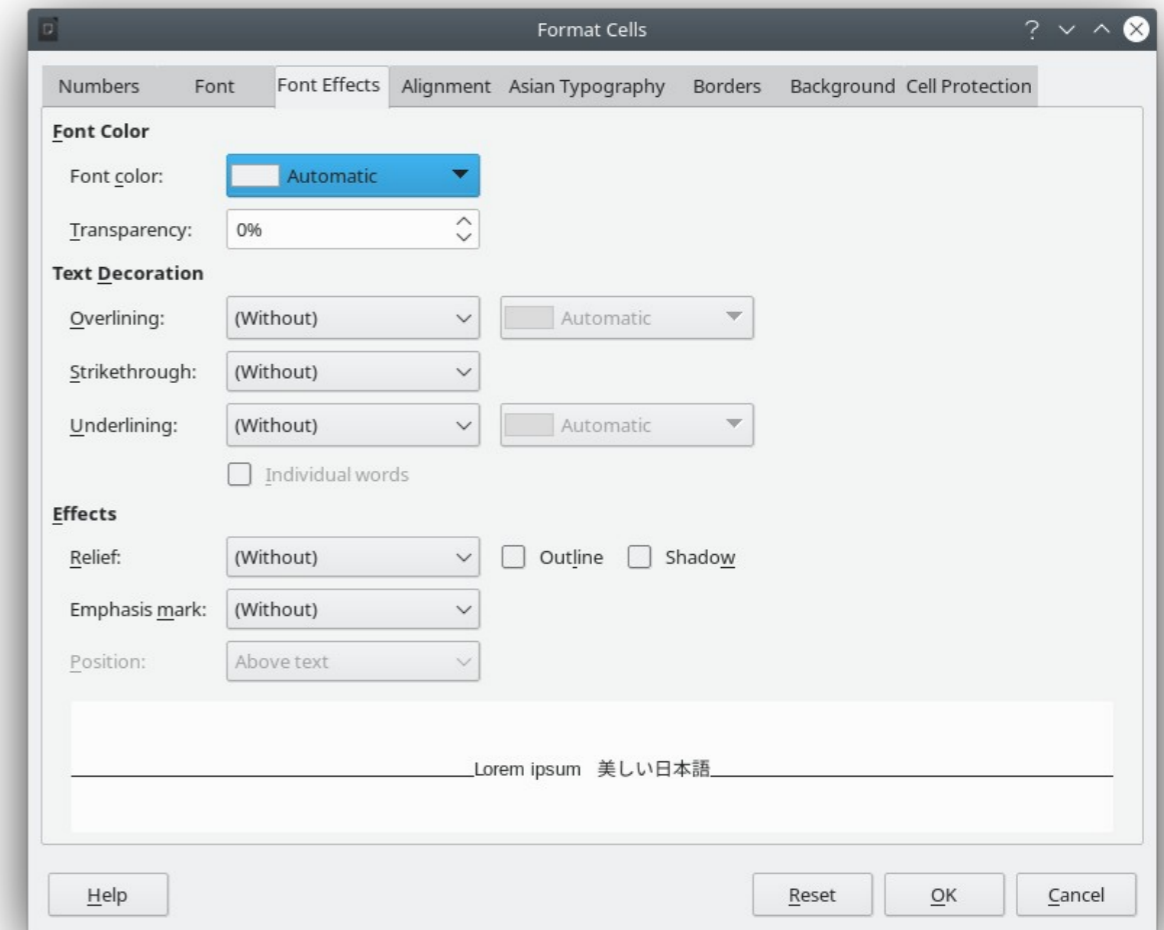 Format Cells
Numbers Font Font Effects Alignment Asian Typography Borders Background Cell Protection
Font Color
Font color: Automatic
Transparency: 0%
Text Decoration
Overlining: (Without) Automatic
Strikethrough: (Without)
Underlining: (Without) Automatic
Individual words
Effects
Relief: (Without) Outline Shadow
Emphasis mark: (Without)
Position: Above text
Lorem ipsum 美しい日本語
Help Reset OK Cancel